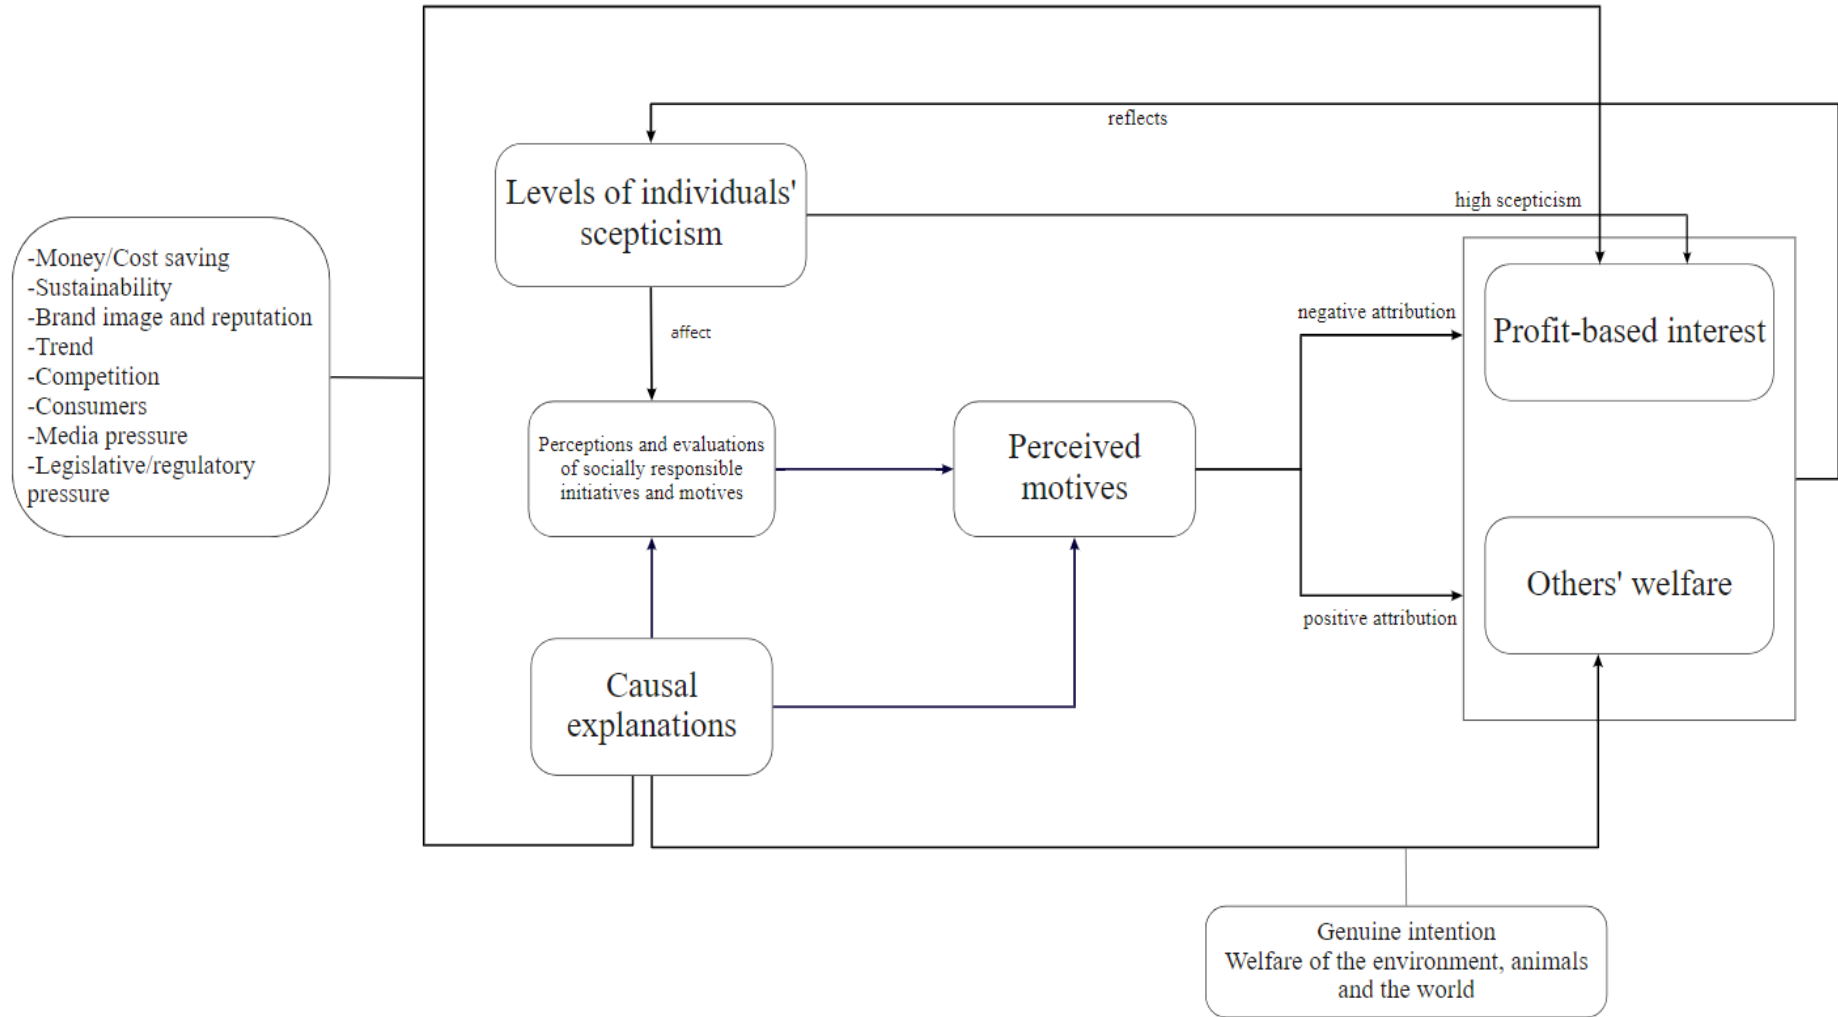 reflects
Levels of individuals'
scepticism
high scepticism
-Money/Cost saving
-Sustainability
-Brand image and reputation
-Trend
-Competition
-Consumers
-Media pressure
-Legislative/regulatory
pressure
affect
negative attribution
Profit-based interest
Perceptions and evaluations
of socially responsible
initiatives and motives
Perceived
motives
Others' welfare
positive attribution
Causal
explanations
Genuine intention
Welfare of the environment, animals
and the world